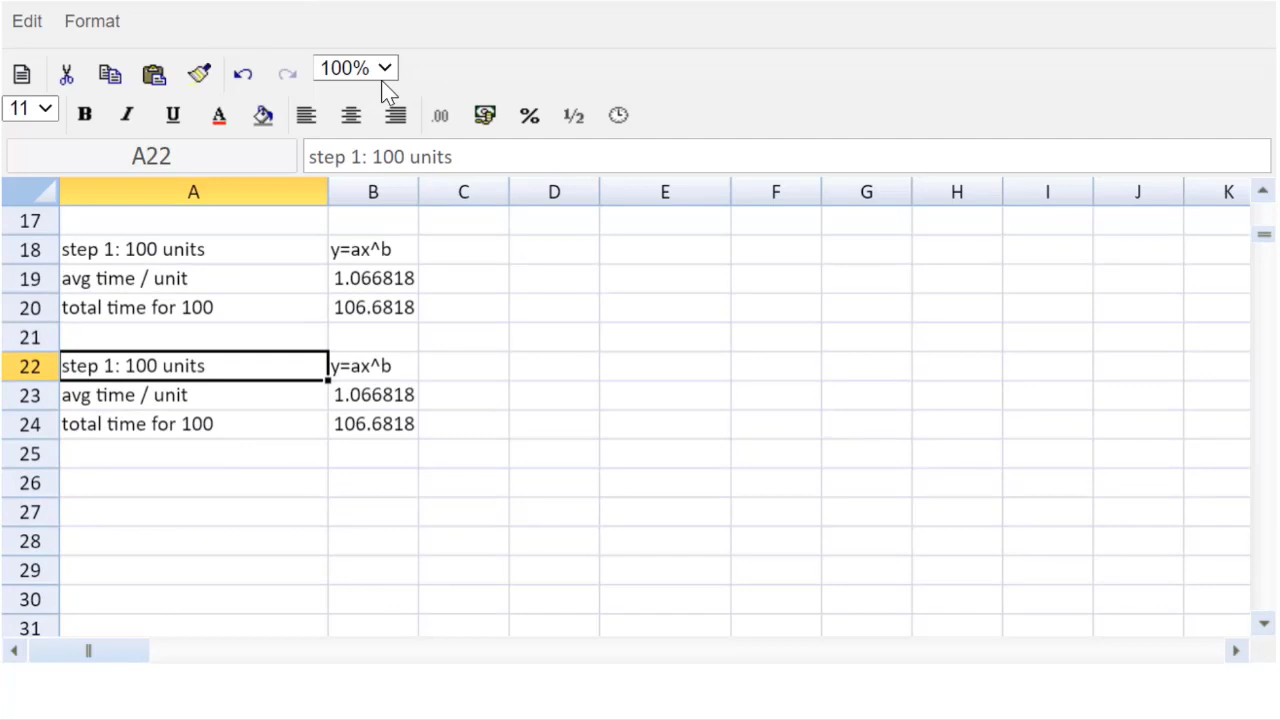 Edit Format
100%
11 B I U A .00 % 1/2
A22 step 1: 100 units
A B C D E F G H I J K
17
18 step 1: 100 units y=ax^b
19 avg time / unit 1.066818
20 total time for 100 106.6818
21
22 step 1: 100 units y=ax^b
23 avg time / unit 1.066818
24 total time for 100 106.6818
25
26
27
28
29
30
31